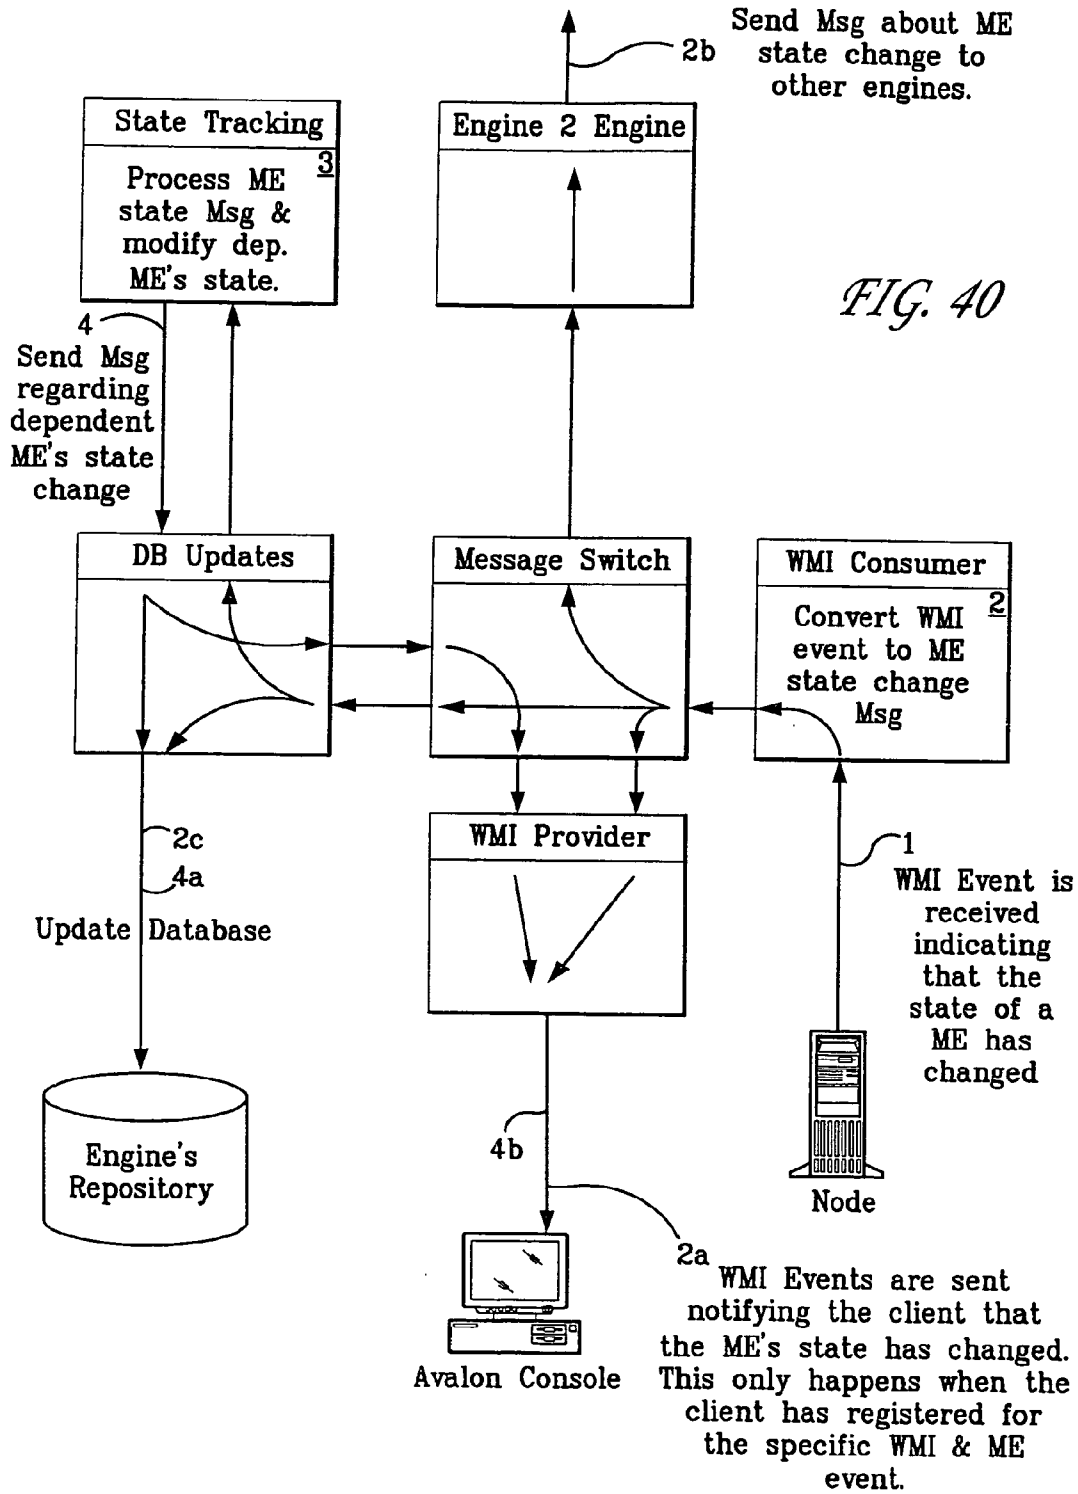 Send Msg about ME
state change to
other engines.
2b
State Tracking
3
Process ME
state Msg &
modify dep.
ME's state.
Engine 2 Engine
FIG. 40
4
Send Msg
regarding
dependent
ME's state
change
DB Updates
Message Switch
WMI Consumer
2
Convert WMI
event to ME
state change
Msg
WMI Provider
2c
4a
Update Database
1
WMI Event is
received
indicating
that the
state of a
ME has
changed
Engine's
Repository
4b
Node
2a
WMI Events are sent
notifying the client that
the ME's state has changed.
This only happens when the
client has registered for
the specific WMI & ME
event.
Avalon Console